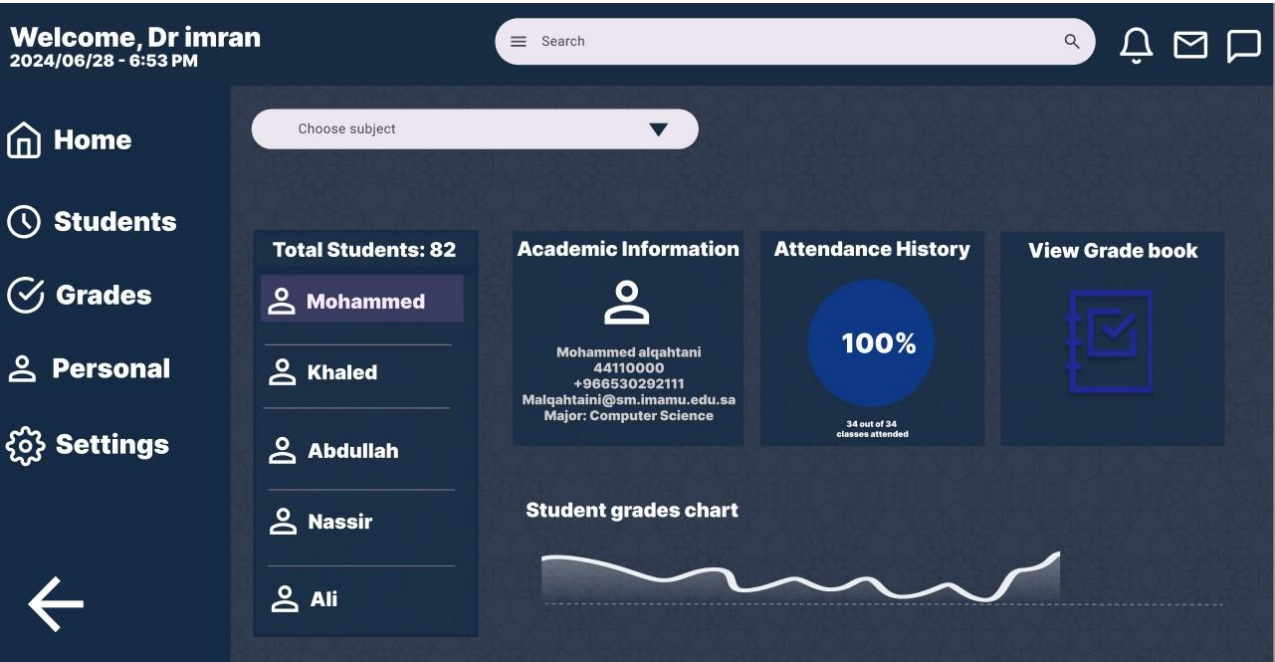 Welcome, Dr imran
2024/06/28 - 6:53 PM
Search
Home
Students
Grades
Personal
Settings
Choose subject
Total Students: 82
Mohammed
Khaled
Abdullah
Nassir
Ali
Academic Information
Mohammed alqahtani
44110000
+966530292111
Malqahtaini@sm.imamu.edu.sa
Major: Computer Science
Attendance History
100%
34 out of 34
classes attended
View Grade book
Student grades chart